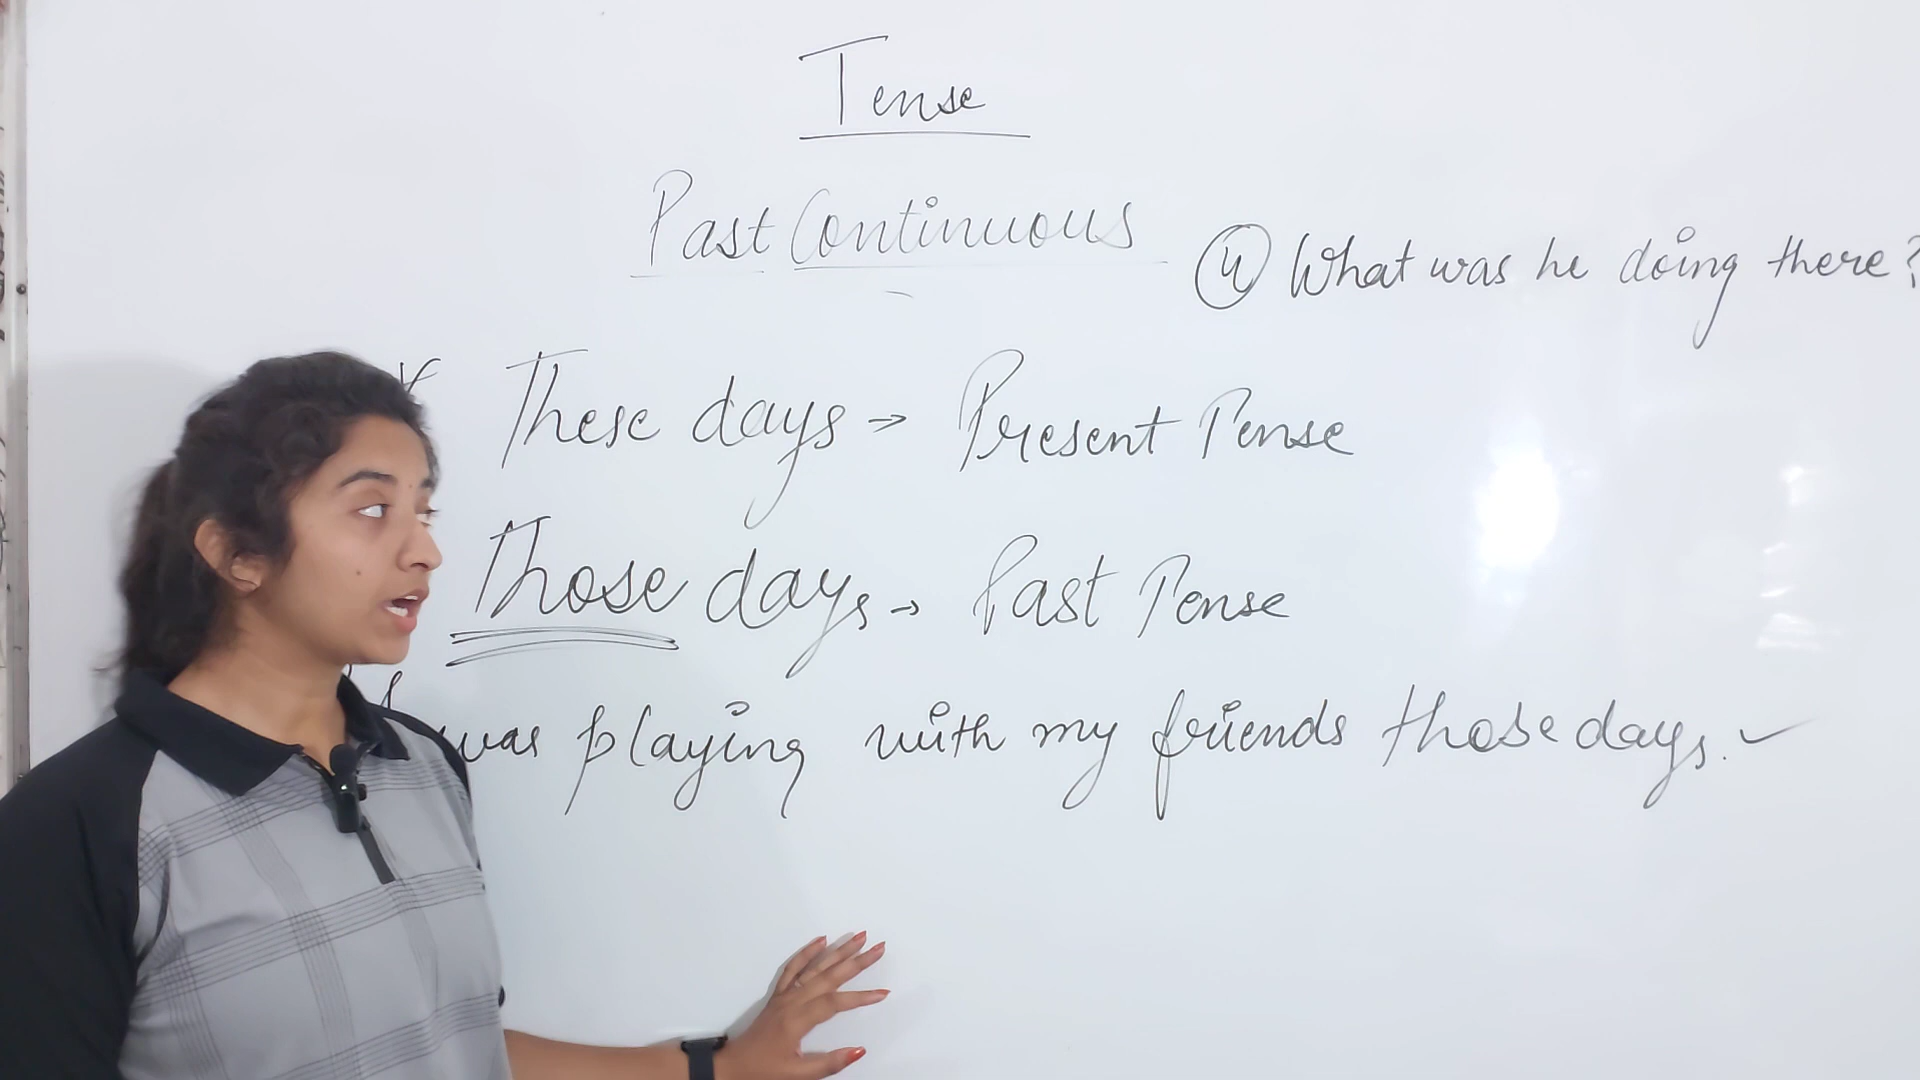 Tense
Past Continuous
④ What was he doing there?
* These days → Present Tense
Those days → Past Tense
I was playing with my friends those days. ✓